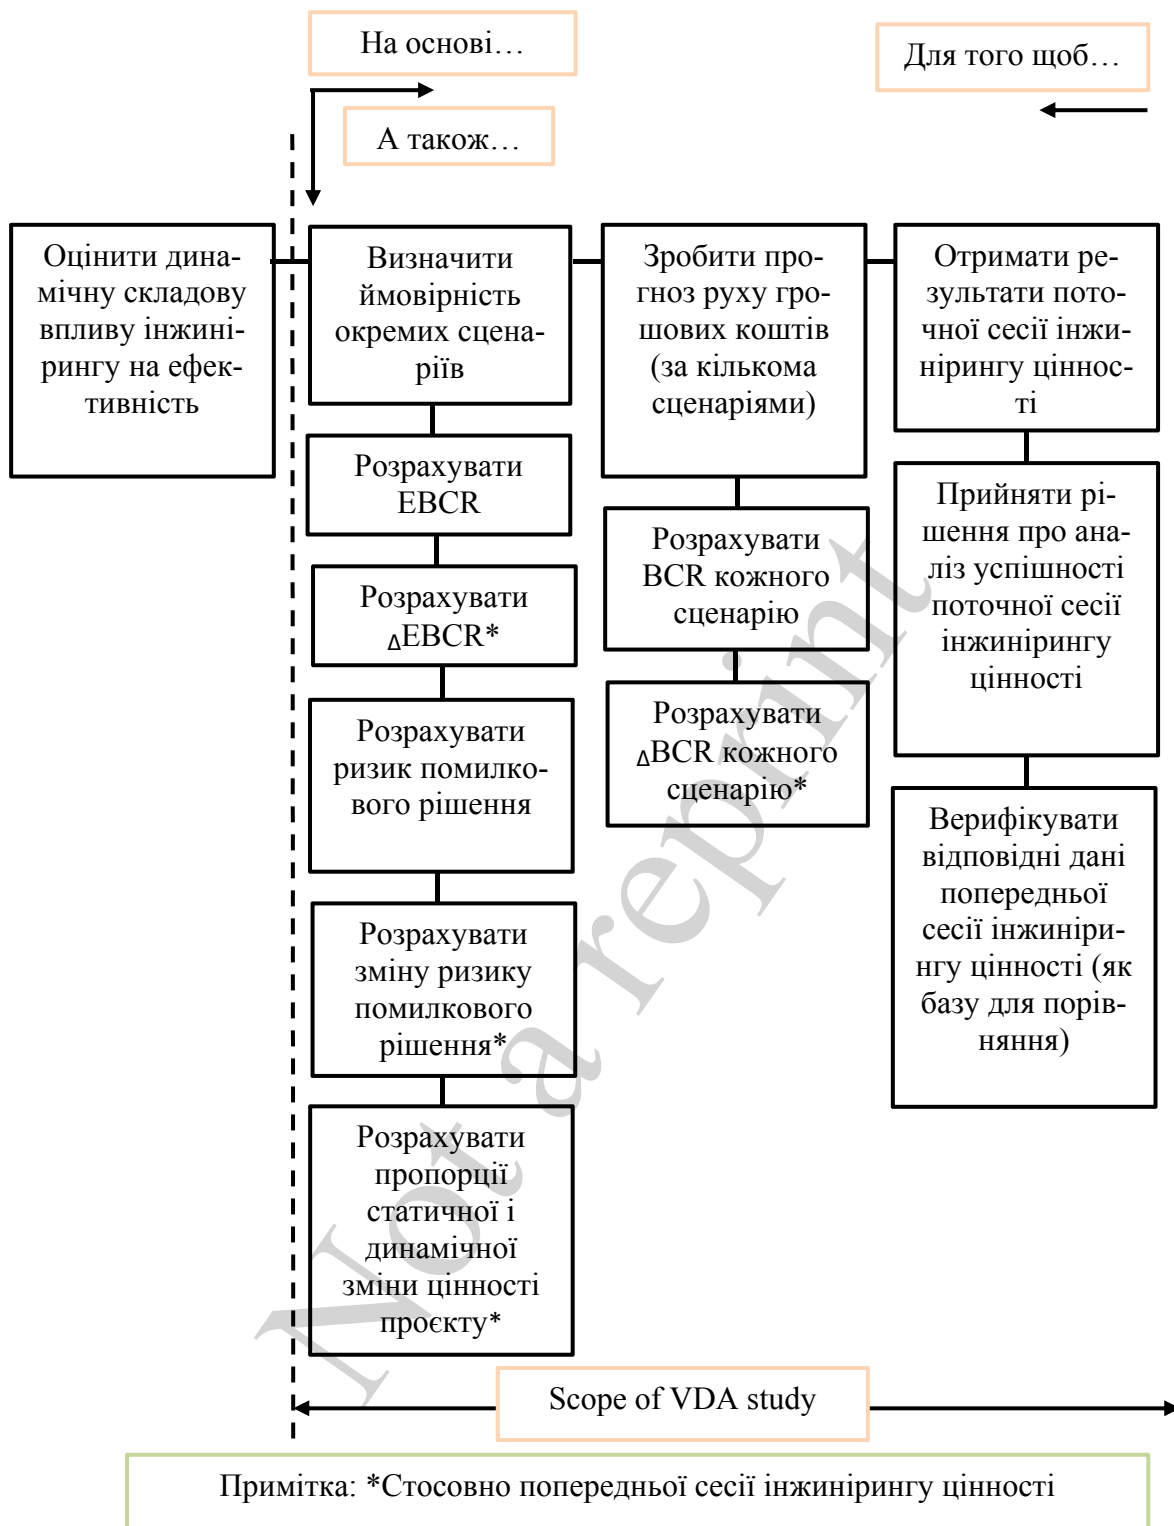 На основі…
Для того щоб…
А також…
Оцінити дина-
мічну складову
впливу інжині-
рингу на ефек-
тивність
Визначити
ймовірність
окремих сцена-
ріїв
Розрахувати
EBCR
Розрахувати
ΔEBCR*
Розрахувати
ризик помилко-
вого рішення
Розрахувати
зміну ризику
помилкового
рішення*
Розрахувати
пропорції
статичної і
динамічної
зміни цінності
проєкту*
Зробити про-
гноз руху гро-
шових коштів
(за кількома
сценаріями)
Розрахувати
BCR кожного
сценарію
Розрахувати
ΔBCR кожного
сценарію*
Отримати ре-
зультати пото-
чної сесії інжи-
нірингу ціннос-
ті
Прийняти рі-
шення про ана-
ліз успішності
поточної сесії
інжинірингу
цінності
Верифікувати
відповідні дані
попередньої
сесії інжиніри-
нгу цінності (як
базу для порів-
няння)
Scope of VDA study
Примітка: *Стосовно попередньої сесії інжинірингу цінності
Not a reprint